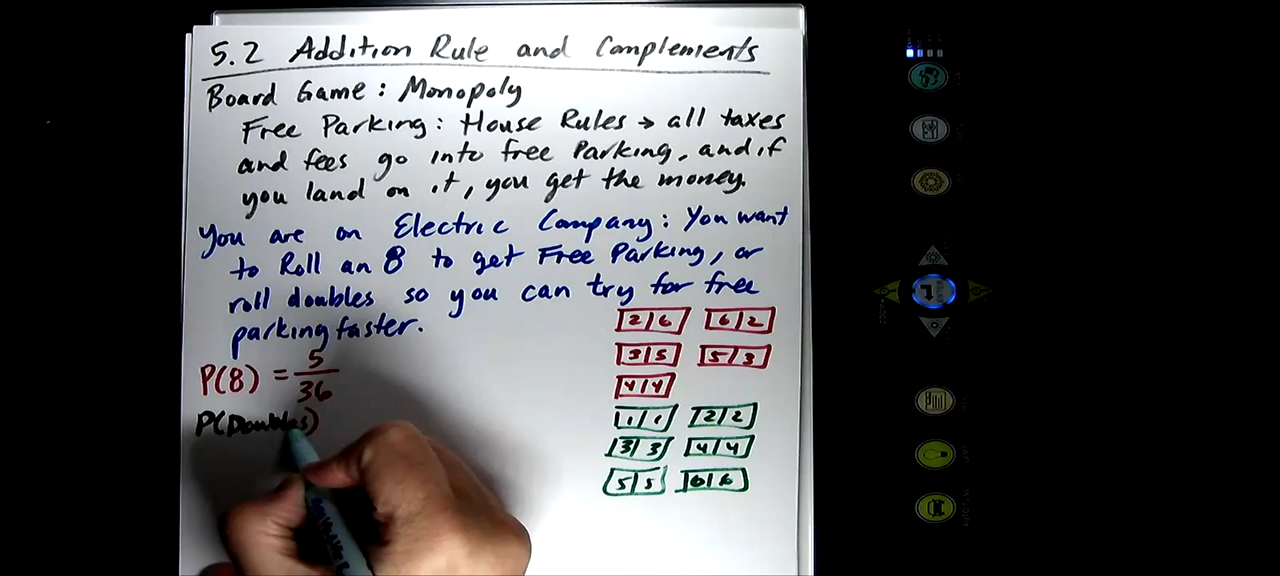 5.2 Addition Rule and Complements
Board Game: Monopoly
Free Parking: House Rules → all taxes
and fees go into free Parking, and if
you land on it, you get the money.
You are on Electric Company: You want
to Roll an 8 to get Free Parking, or
roll doubles so you can try for free
parking faster.
2|6 6|2
3|5 5|3
4|4
P(8) = 5/36
1|1 2|2
P(Doubles)
3|3 4|4
5|5 6|6